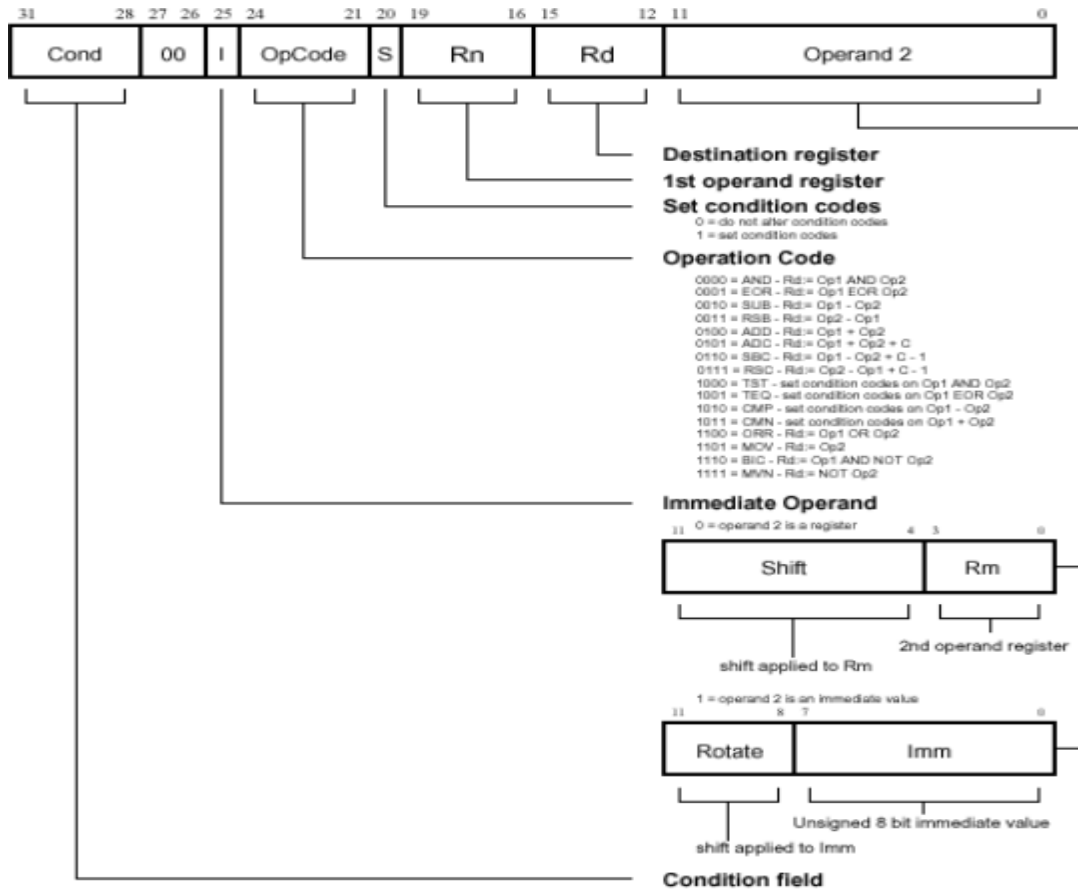 31 28 27 26 25 24 21 20 19 16 15 12 11 0
Cond 00 I OpCode S Rn Rd Operand 2
Destination register
1st operand register
Set condition codes
0 = do not alter condition codes
1 = set condition codes
Operation Code
0000 = AND - Rd:= Op1 AND Op2
0001 = EOR - Rd:= Op1 EOR Op2
0010 = SUB - Rd:= Op1 - Op2
0011 = RSB - Rd:= Op2 - Op1
0100 = ADD - Rd:= Op1 + Op2
0101 = ADC - Rd:= Op1 + Op2 + C
0110 = SBC - Rd:= Op1 - Op2 + C - 1
0111 = RSC - Rd:= Op2 - Op1 + C - 1
1000 = TST - set condition codes on Op1 AND Op2
1001 = TEQ - set condition codes on Op1 EOR Op2
1010 = CMP - set condition codes on Op1 - Op2
1011 = CMN - set condition codes on Op1 + Op2
1100 = ORR - Rd:= Op1 OR Op2
1101 = MOV - Rd:= Op2
1110 = BIC - Rd:= Op1 AND NOT Op2
1111 = MVN - Rd:= NOT Op2
Immediate Operand
0 = operand 2 is a register
11 4 3 0
Shift Rm
2nd operand register
shift applied to Rm
1 = operand 2 is an immediate value
11 8 7 0
Rotate Imm
Unsigned 8 bit immediate value
shift applied to Imm
Condition field